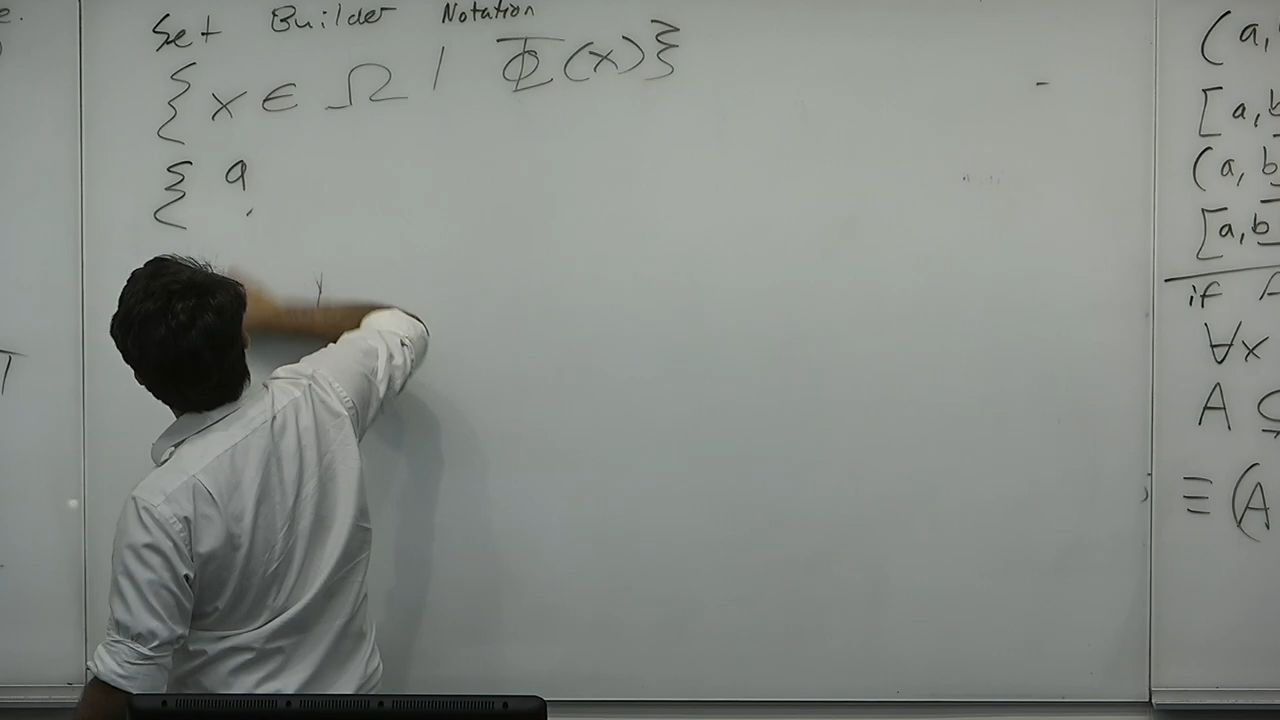 e.
Set Builder Notation
{ x ∈ Ω | Φ(x)}
{ a
(a,
[a, b
(a, b
[a, b
if A
∀x
A ⊆
≡ (A